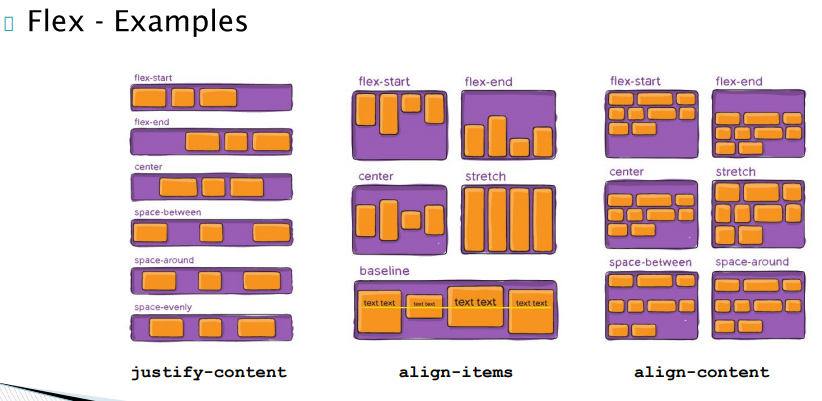 Flex - Examples
flex-start
flex-end
center
space-between
space-around
space-evenly
justify-content
flex-start flex-end
center stretch
baseline
text text text text text text text text
align-items
flex-start flex-end
center stretch
space-between space-around
align-content